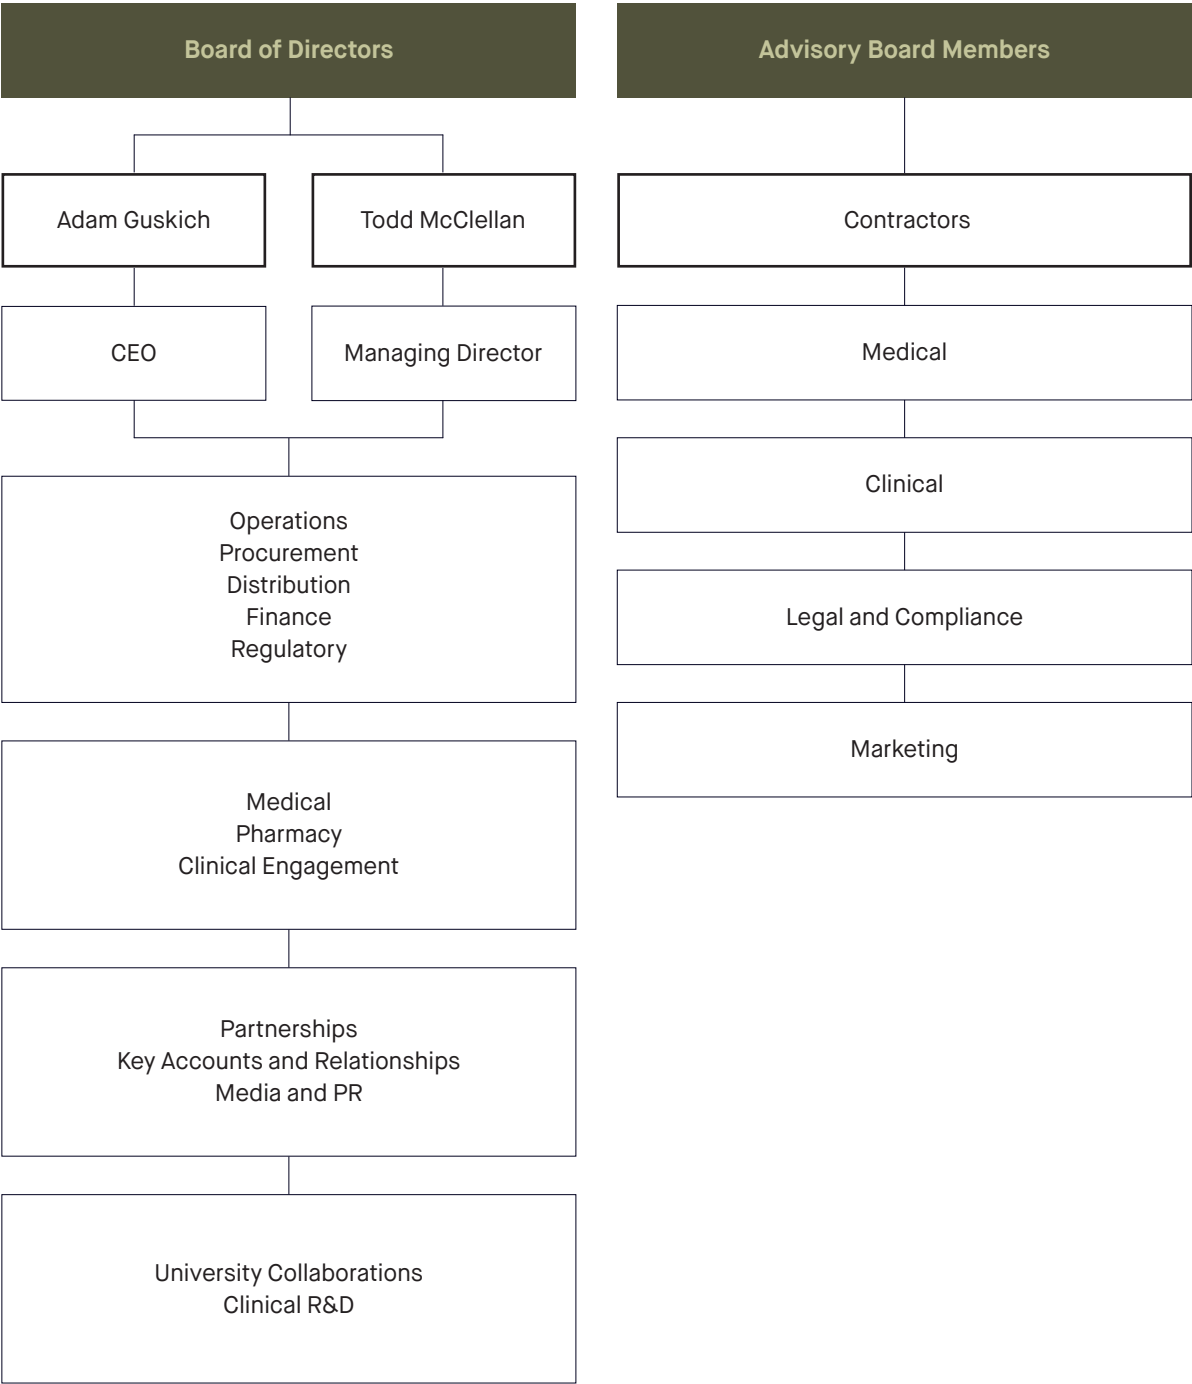 Board of Directors
Adam Guskich
Todd McClellan
CEO
Managing Director
Operations
Procurement
Distribution
Finance
Regulatory
Medical
Pharmacy
Clinical Engagement
Partnerships
Key Accounts and Relationships
Media and PR
University Collaborations
Clinical R&D
Advisory Board Members
Contractors
Medical
Clinical
Legal and Compliance
Marketing